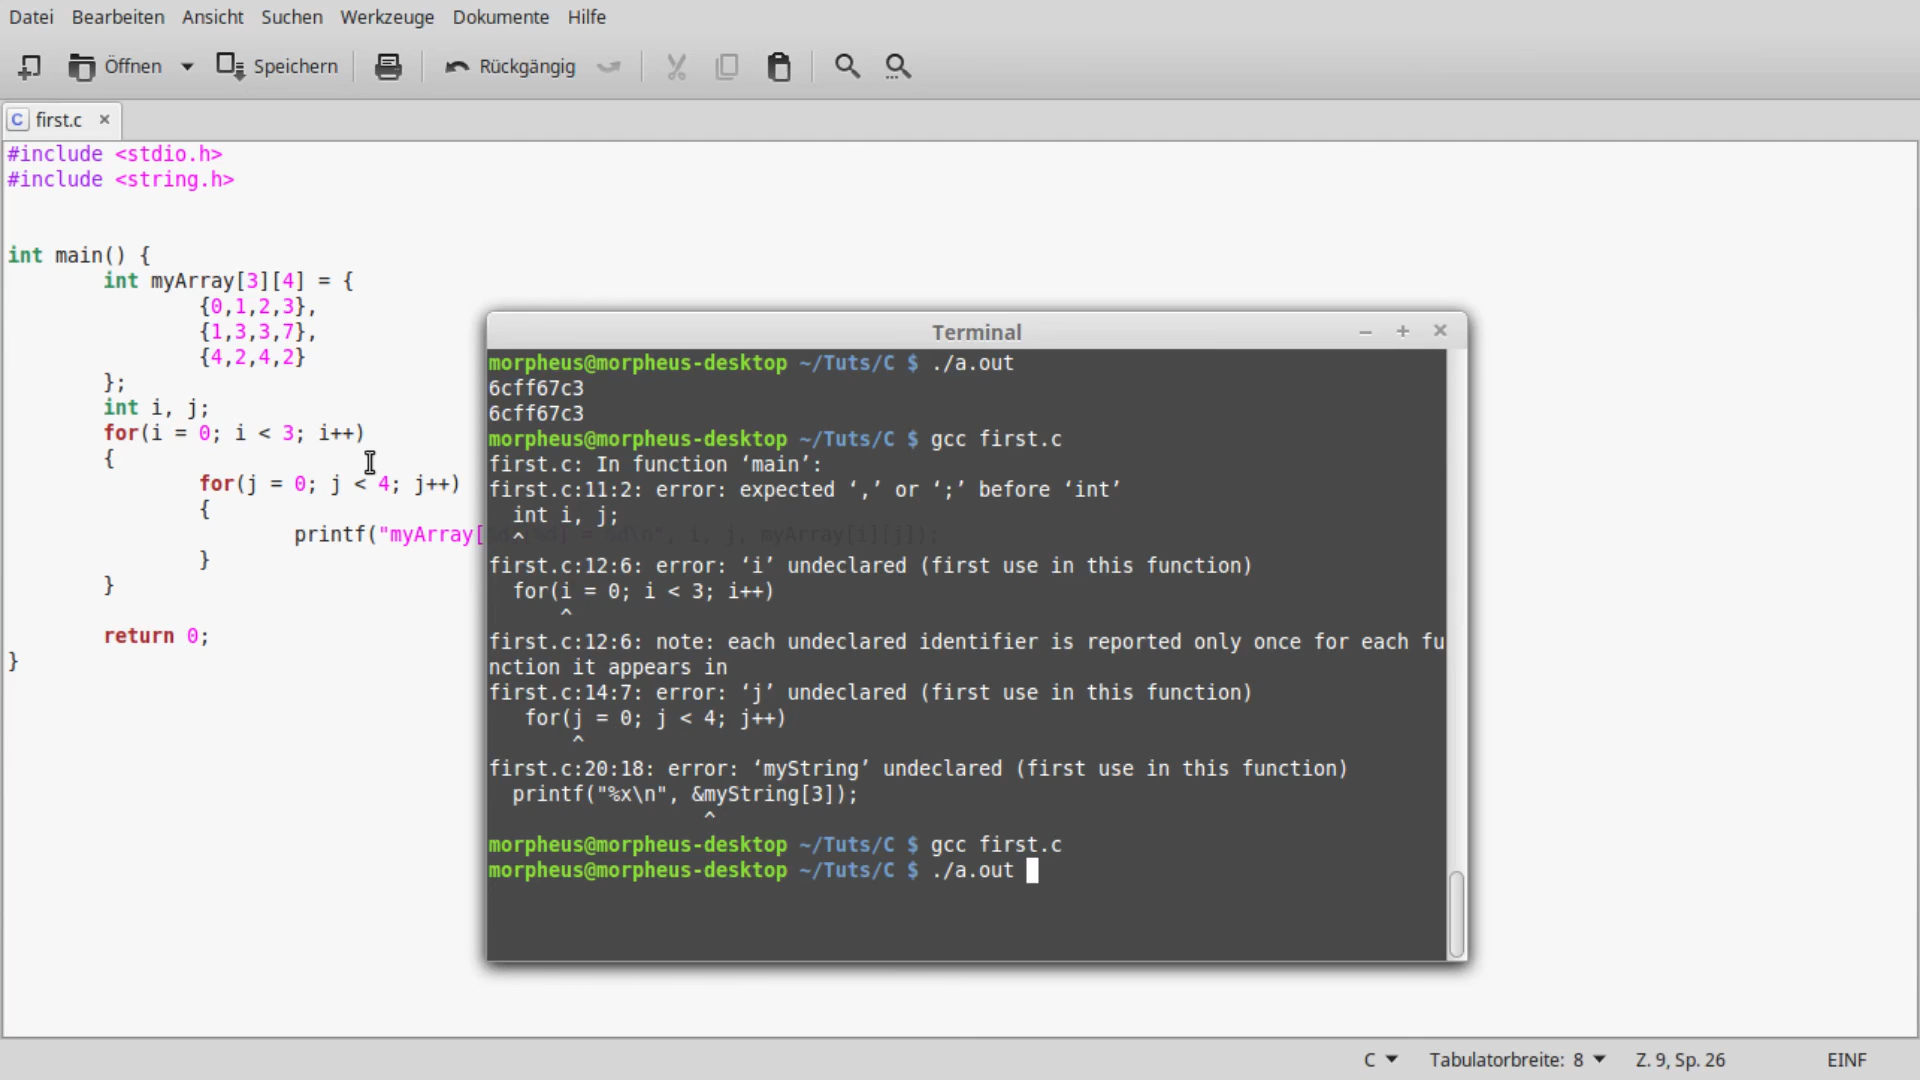 Datei Bearbeiten Ansicht Suchen Werkzeuge Dokumente Hilfe
Öffnen Speichern Rückgängig
C first.c ×
#include <stdio.h>
#include <string.h>
int main() {
int myArray[3][4] = {
{0,1,2,3},
{1,3,3,7},
{4,2,4,2}
};
int i, j;
for(i = 0; i < 3; i++)
{
for(j = 0; j < 4; j++)
{
printf("myArray[%d][%d] = %d\n", i, j, myArray[i][j]);
}
}
return 0;
}
Terminal
morpheus@morpheus-desktop ~/Tuts/C $ ./a.out
6cff67c3
6cff67c3
morpheus@morpheus-desktop ~/Tuts/C $ gcc first.c
first.c: In function ‘main’:
first.c:11:2: error: expected ‘,’ or ‘;’ before ‘int’
int i, j;
^
first.c:12:6: error: ‘i’ undeclared (first use in this function)
for(i = 0; i < 3; i++)
^
first.c:12:6: note: each undeclared identifier is reported only once for each fu
nction it appears in
first.c:14:7: error: ‘j’ undeclared (first use in this function)
for(j = 0; j < 4; j++)
^
first.c:20:18: error: ‘myString’ undeclared (first use in this function)
printf("%x\n", &myString[3]);
^
morpheus@morpheus-desktop ~/Tuts/C $ gcc first.c
morpheus@morpheus-desktop ~/Tuts/C $ ./a.out
C Tabulatorbreite: 8 Z. 9, Sp. 26 EINF